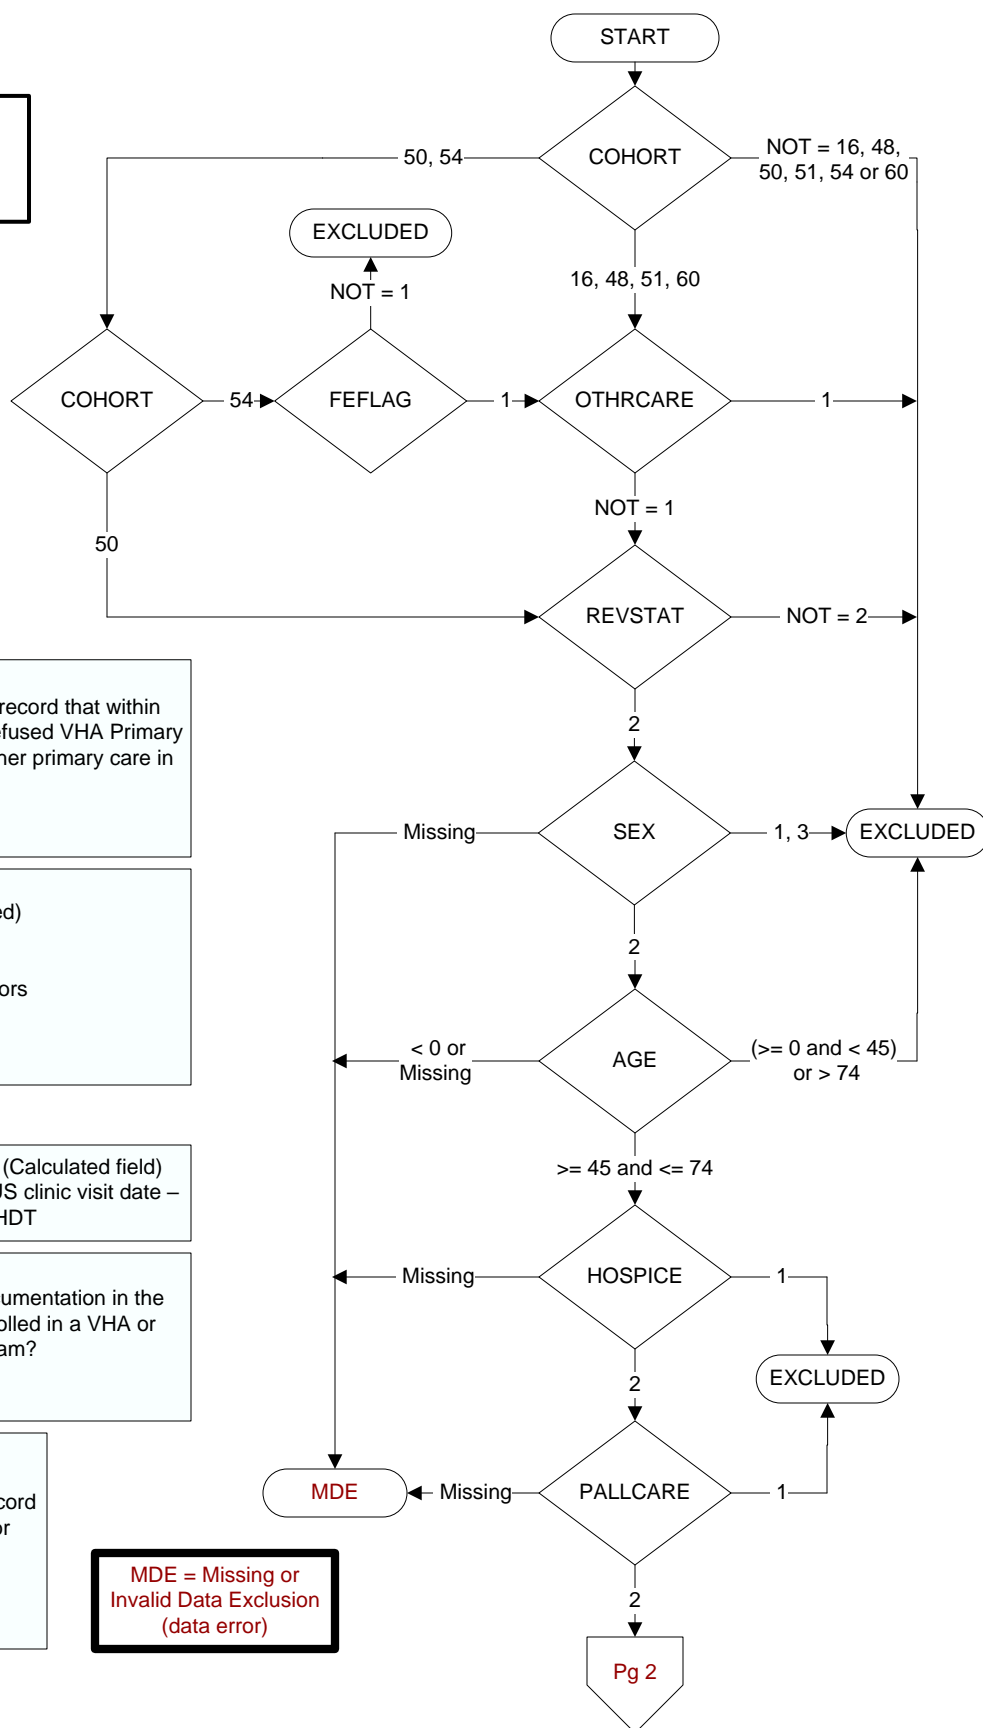 START
COHORT
50, 54
NOT = 16, 48,
50, 51, 54 or 60
EXCLUDED
NOT = 1
16, 48, 51, 60
COHORT
54
FEFLAG
1
OTHRCARE
1
NOT = 1
50
REVSTAT
NOT = 2
2
record that within
efused VHA Primary
her primary care in
Missing
SEX
1, 3
EXCLUDED
ed)
ors
2
< 0 or
Missing
AGE
(>= 0 and < 45)
or > 74
(Calculated field)
US clinic visit date –
HDT
>= 45 and <= 74
Missing
HOSPICE
1
cumentation in the
olled in a VHA or
am?
2
EXCLUDED
MDE
Missing
PALLCARE
1
cord
or
MDE = Missing or
Invalid Data Exclusion
(data error)
2
Pg 2